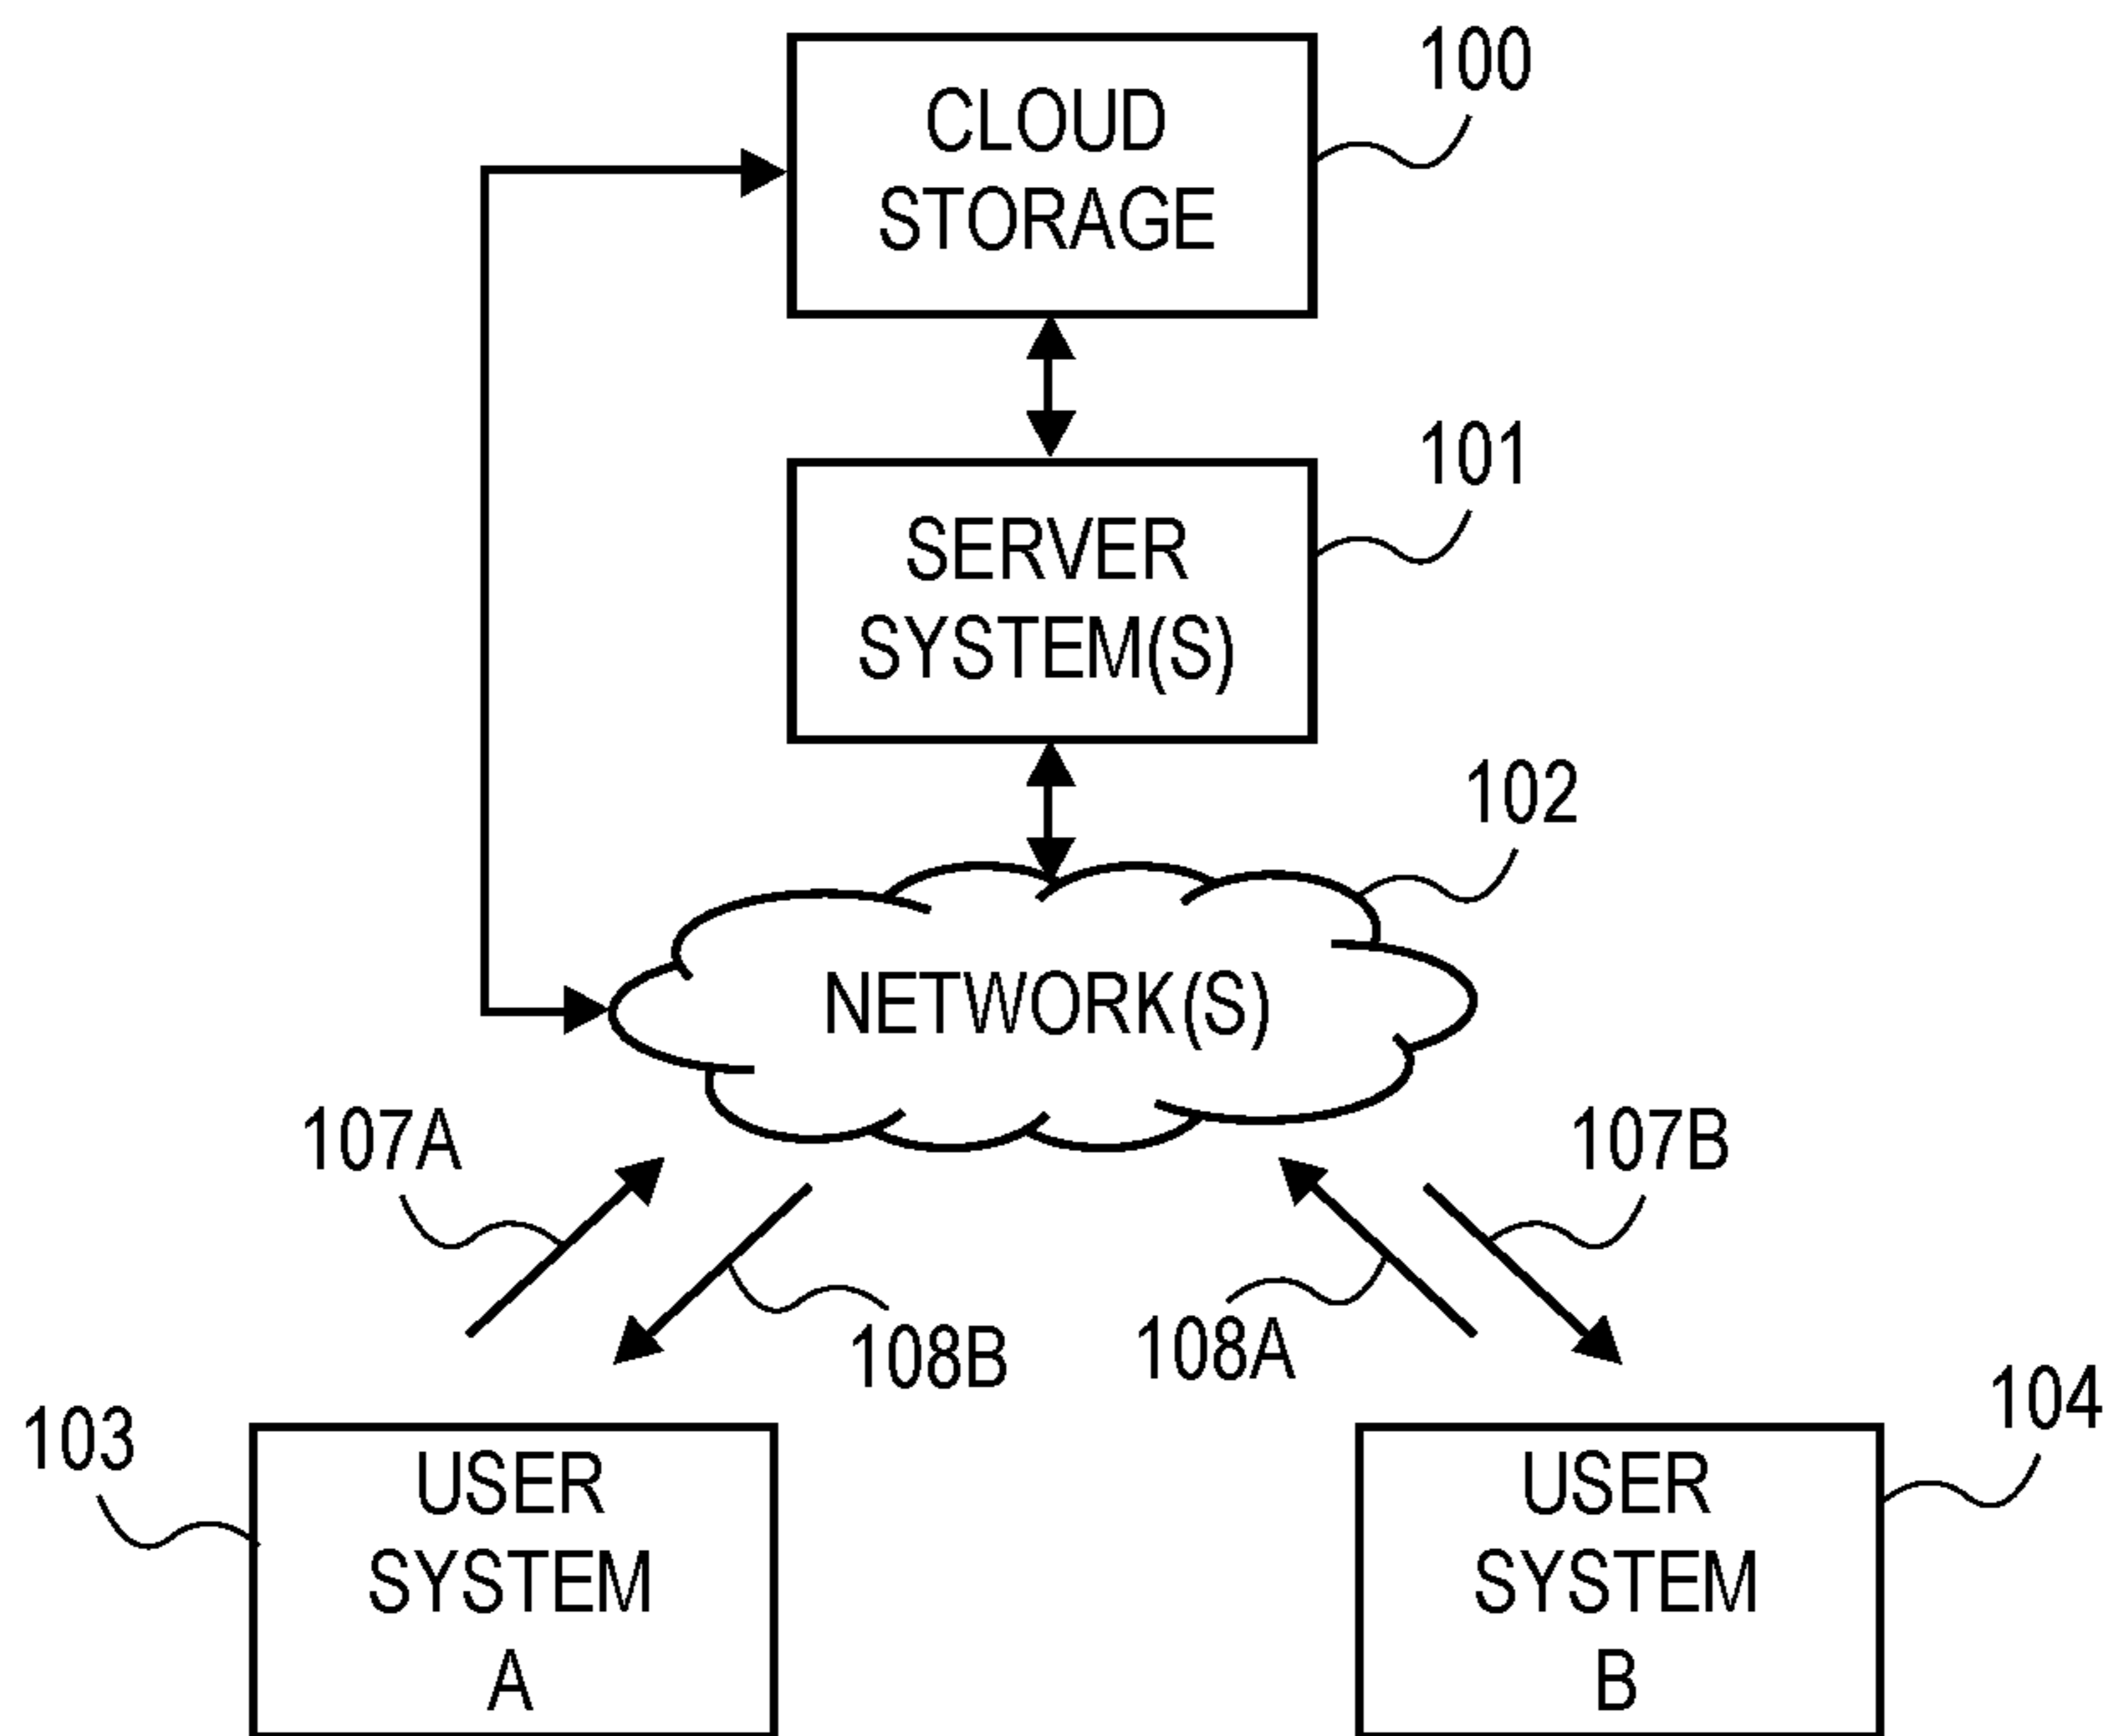 100
CLOUD
STORAGE
101
SERVER
SYSTEM(S)
102
NETWORK(S)
107A
107B
108B
108A
103
104
USER
SYSTEM
A
USER
SYSTEM
B